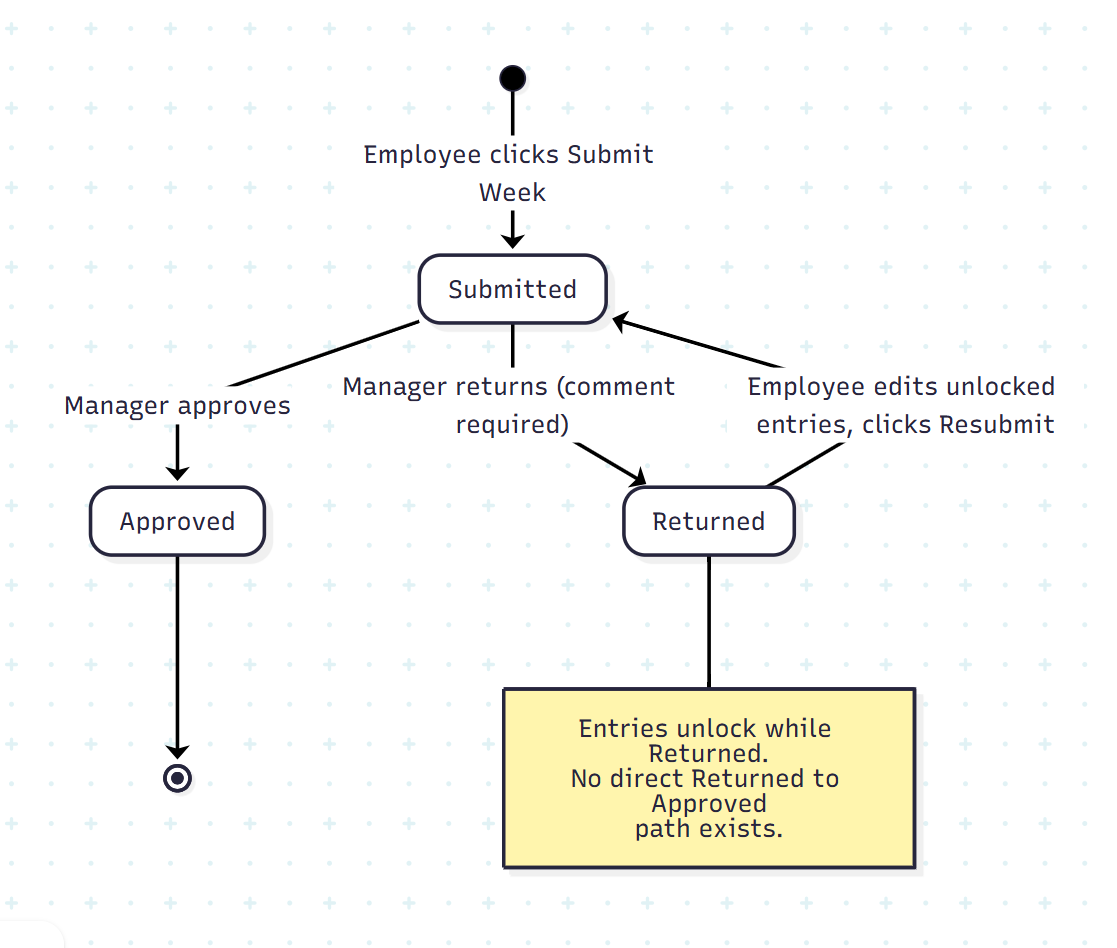 Employee clicks Submit
Week
Submitted
Manager approves
Manager returns (comment
required)
Employee edits unlocked
entries, clicks Resubmit
Approved
Returned
Entries unlock while
Returned.
No direct Returned to
Approved
path exists.